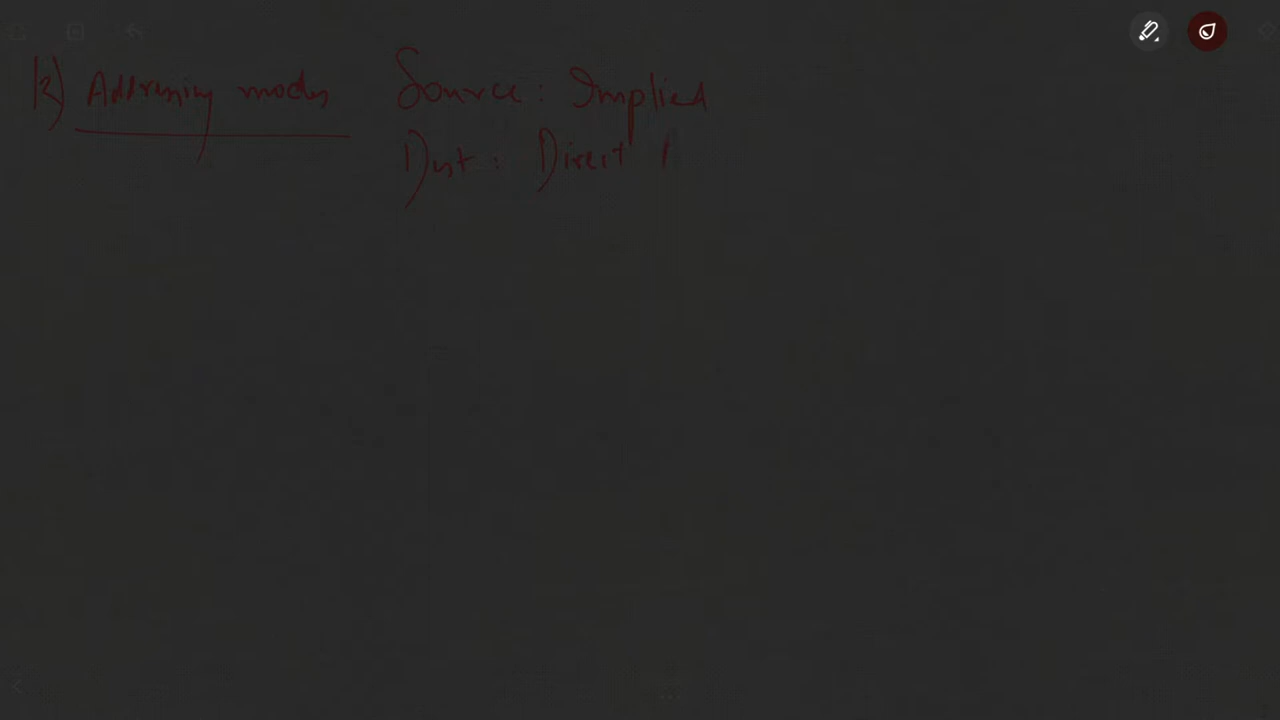 k) Addressing modes Source : Implied
Dest : Direct